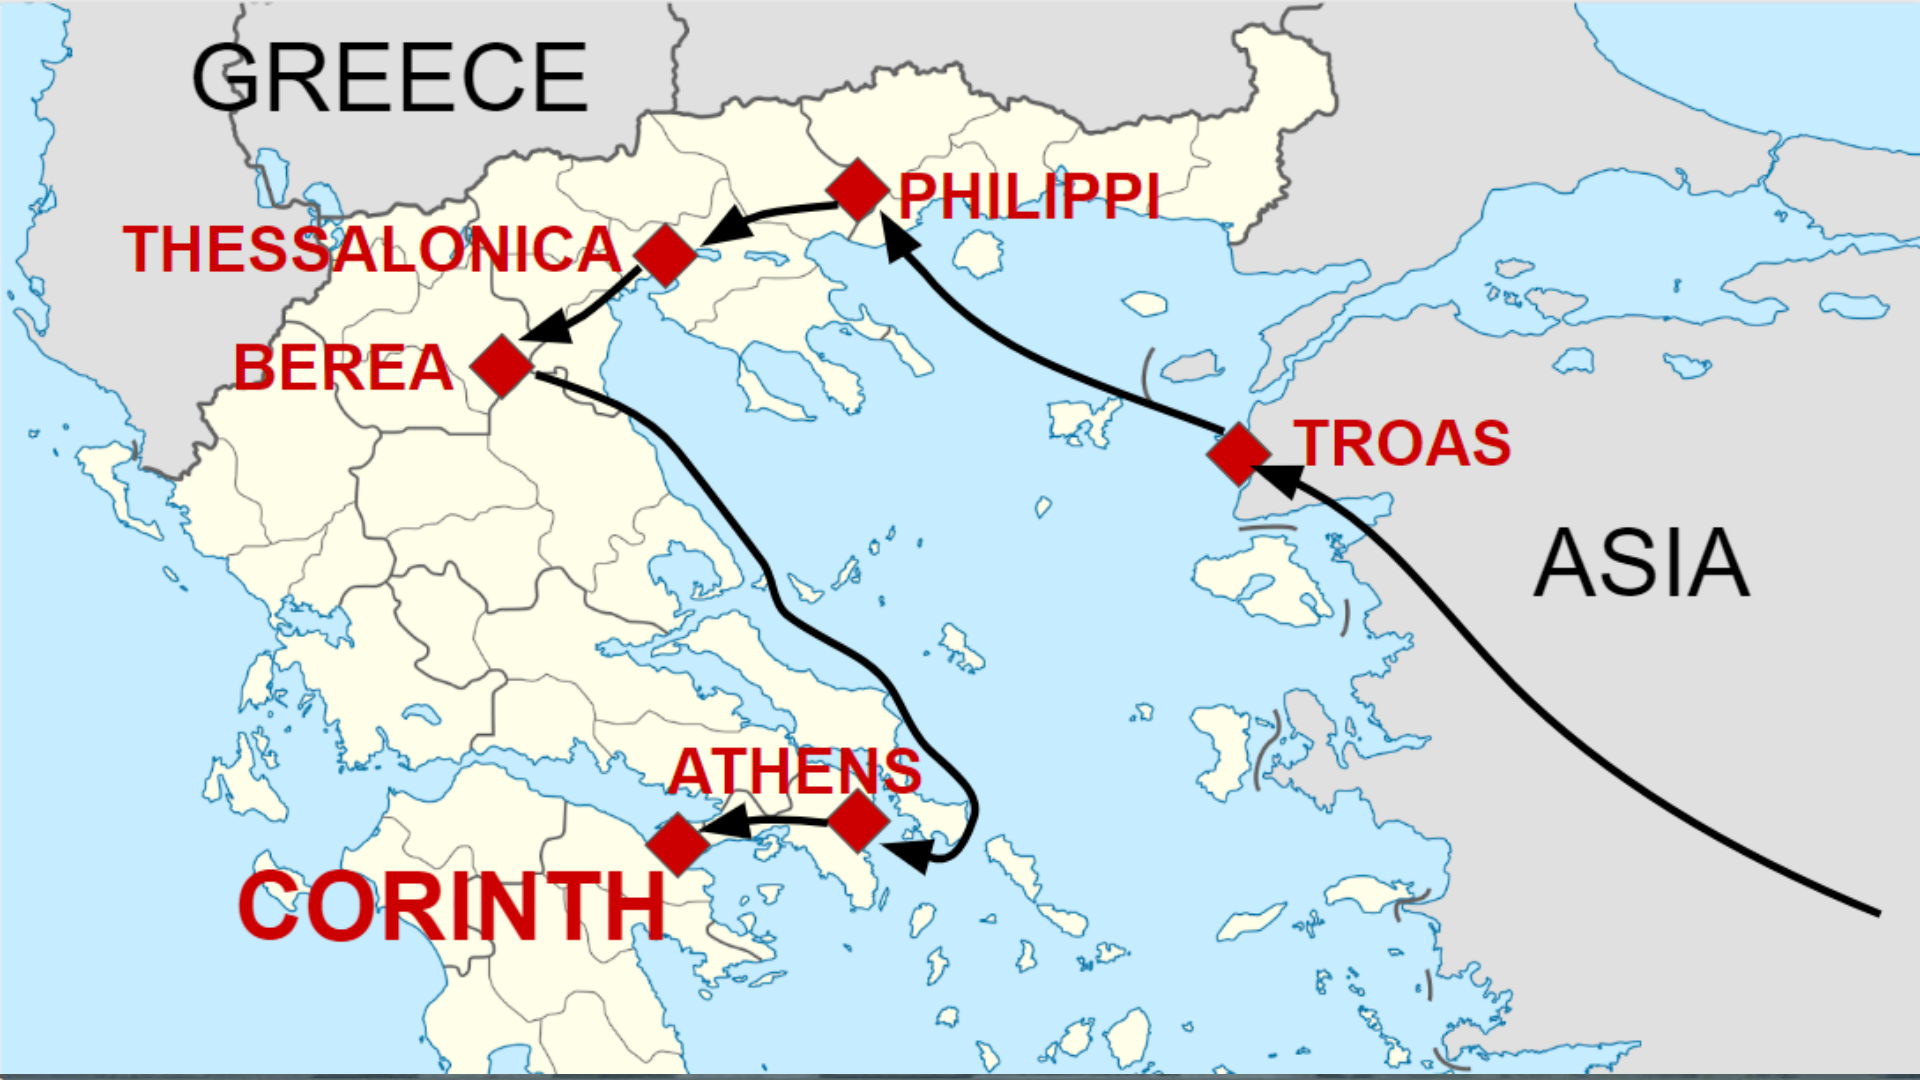 GREECE
PHILIPPI
THESSALONICA
BEREA
TROAS
ASIA
ATHENS
CORINTH